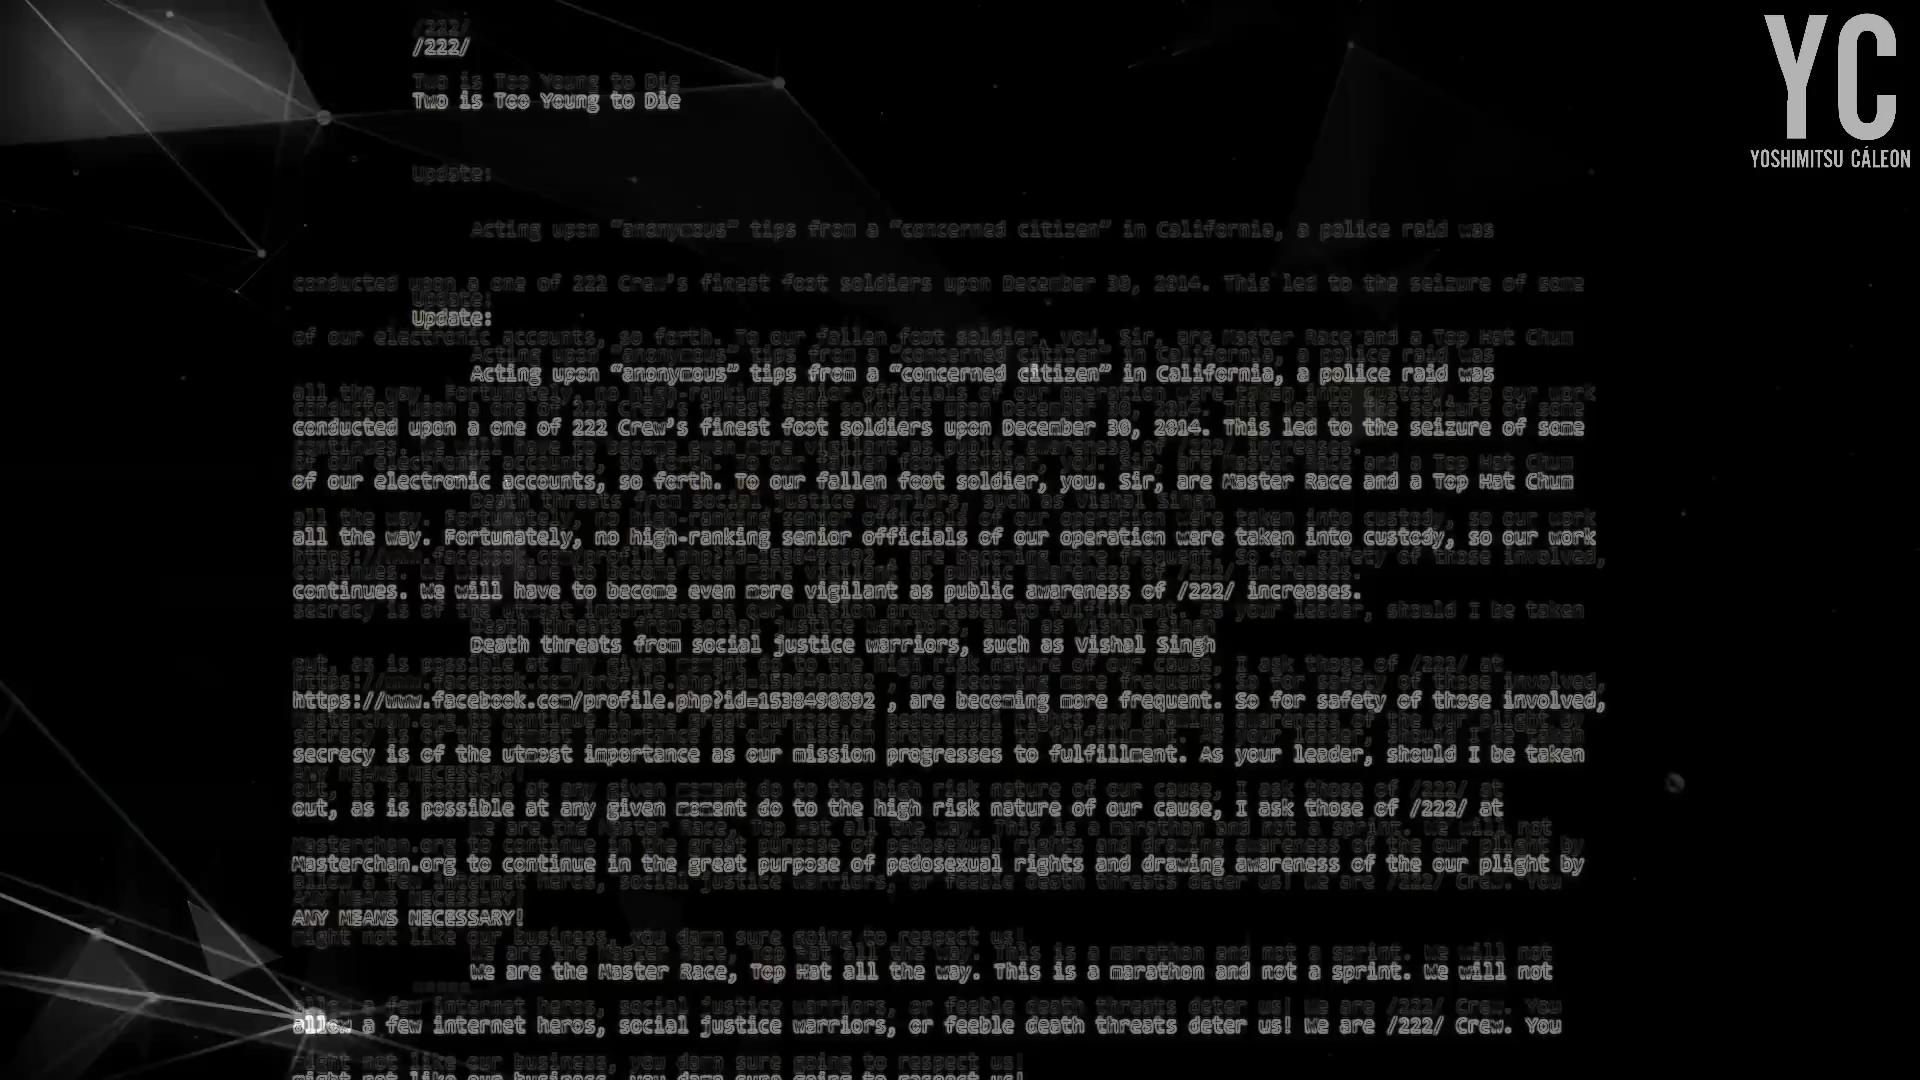 YC
YOSHIMITSU CÁLEON
/222/
Two is Too Young to Die
Update:
Acting upon “anonymous” tips from a “concerned citizen” in California, a police raid was
conducted upon a one of 222 Crew’s finest foot soldiers upon December 30, 2014. This led to the seizure of some
of our electronic accounts, so forth. To our fallen foot soldier, you. Sir, are Master Race and a Top Hat Chum
all the way. Fortunately, no high-ranking senior officials of our operation were taken into custody, so our work
continues. We will have to become even more vigilant as public awareness of /222/ increases.
Death threats from social justice warriors, such as Vishal Singh
https://www.facebook.com/profile.php?id=1538498892 , are becoming more frequent. So for safety of those involved,
secrecy is of the utmost importance as our mission progresses to fulfillment. As your leader, should I be taken
out, as is possible at any given moment do to the high risk nature of our cause, I ask those of /222/ at
Masterchan.org to continue in the great purpose of pedosexual rights and drawing awareness of the our plight by
ANY MEANS NECESSARY!
We are the Master Race, Top Hat all the way. This is a marathon and not a sprint. We will not
allow a few internet heros, social justice warriors, or feeble death threats deter us! We are /222/ Crew. You
might not like our business, you damn sure going to respect us!